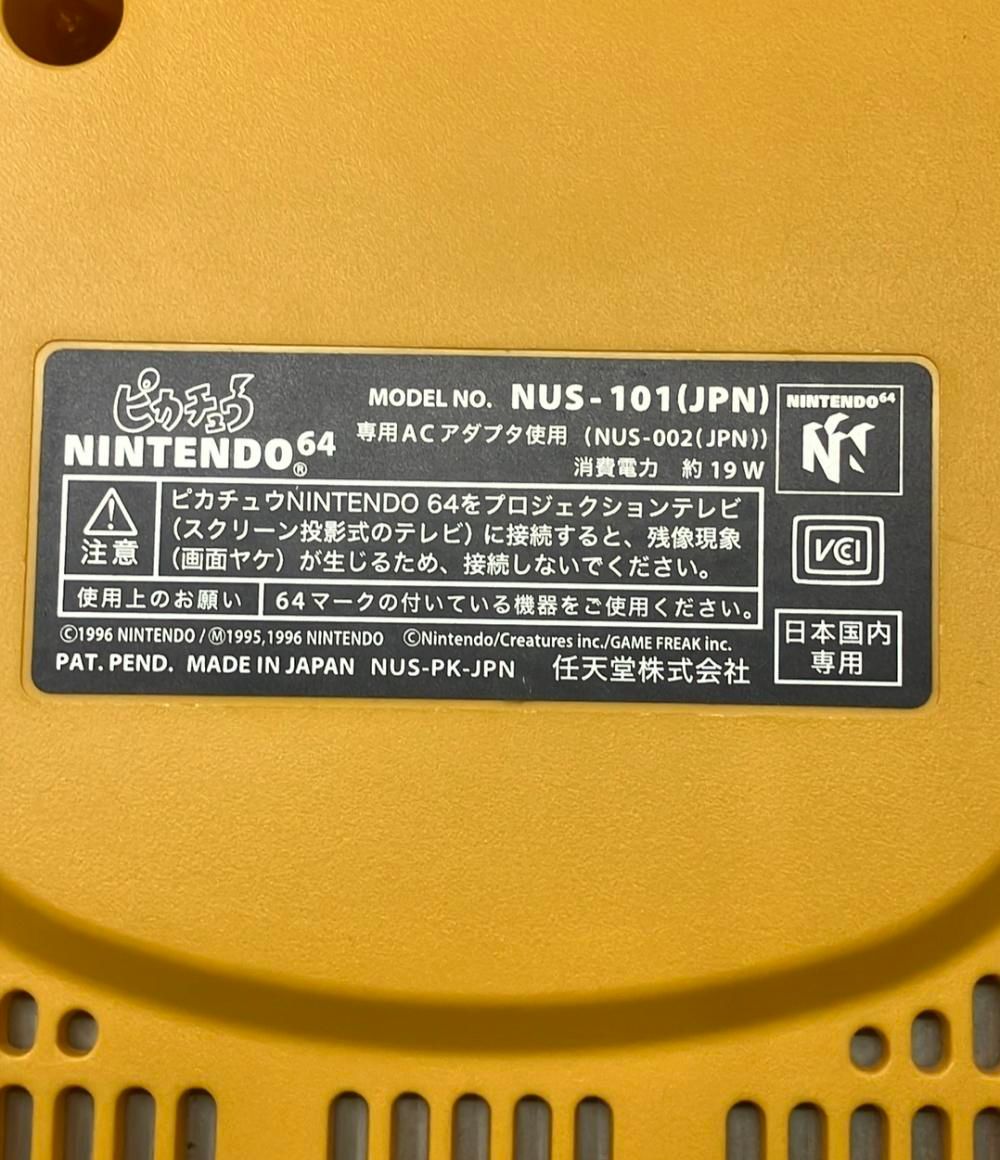 ピカチュウ
NINTENDO64®
MODEL NO. NUS-101(JPN)
専用ACアダプタ使用 (NUS-002(JPN))
消費電力 約19W
NINTENDO64
注意
ピカチュウNINTENDO 64をプロジェクションテレビ
(スクリーン投影式のテレビ)に接続すると、残像現象
(画面ヤケ)が生じるため、接続しないでください。
VCI
使用上のお願い
64マークの付いている機器をご使用ください。
©1996 NINTENDO/Ⓜ1995,1996 NINTENDO ©Nintendo/Creatures inc./GAME FREAK inc.
PAT. PEND. MADE IN JAPAN NUS-PK-JPN 任天堂株式会社
日本国内
専用